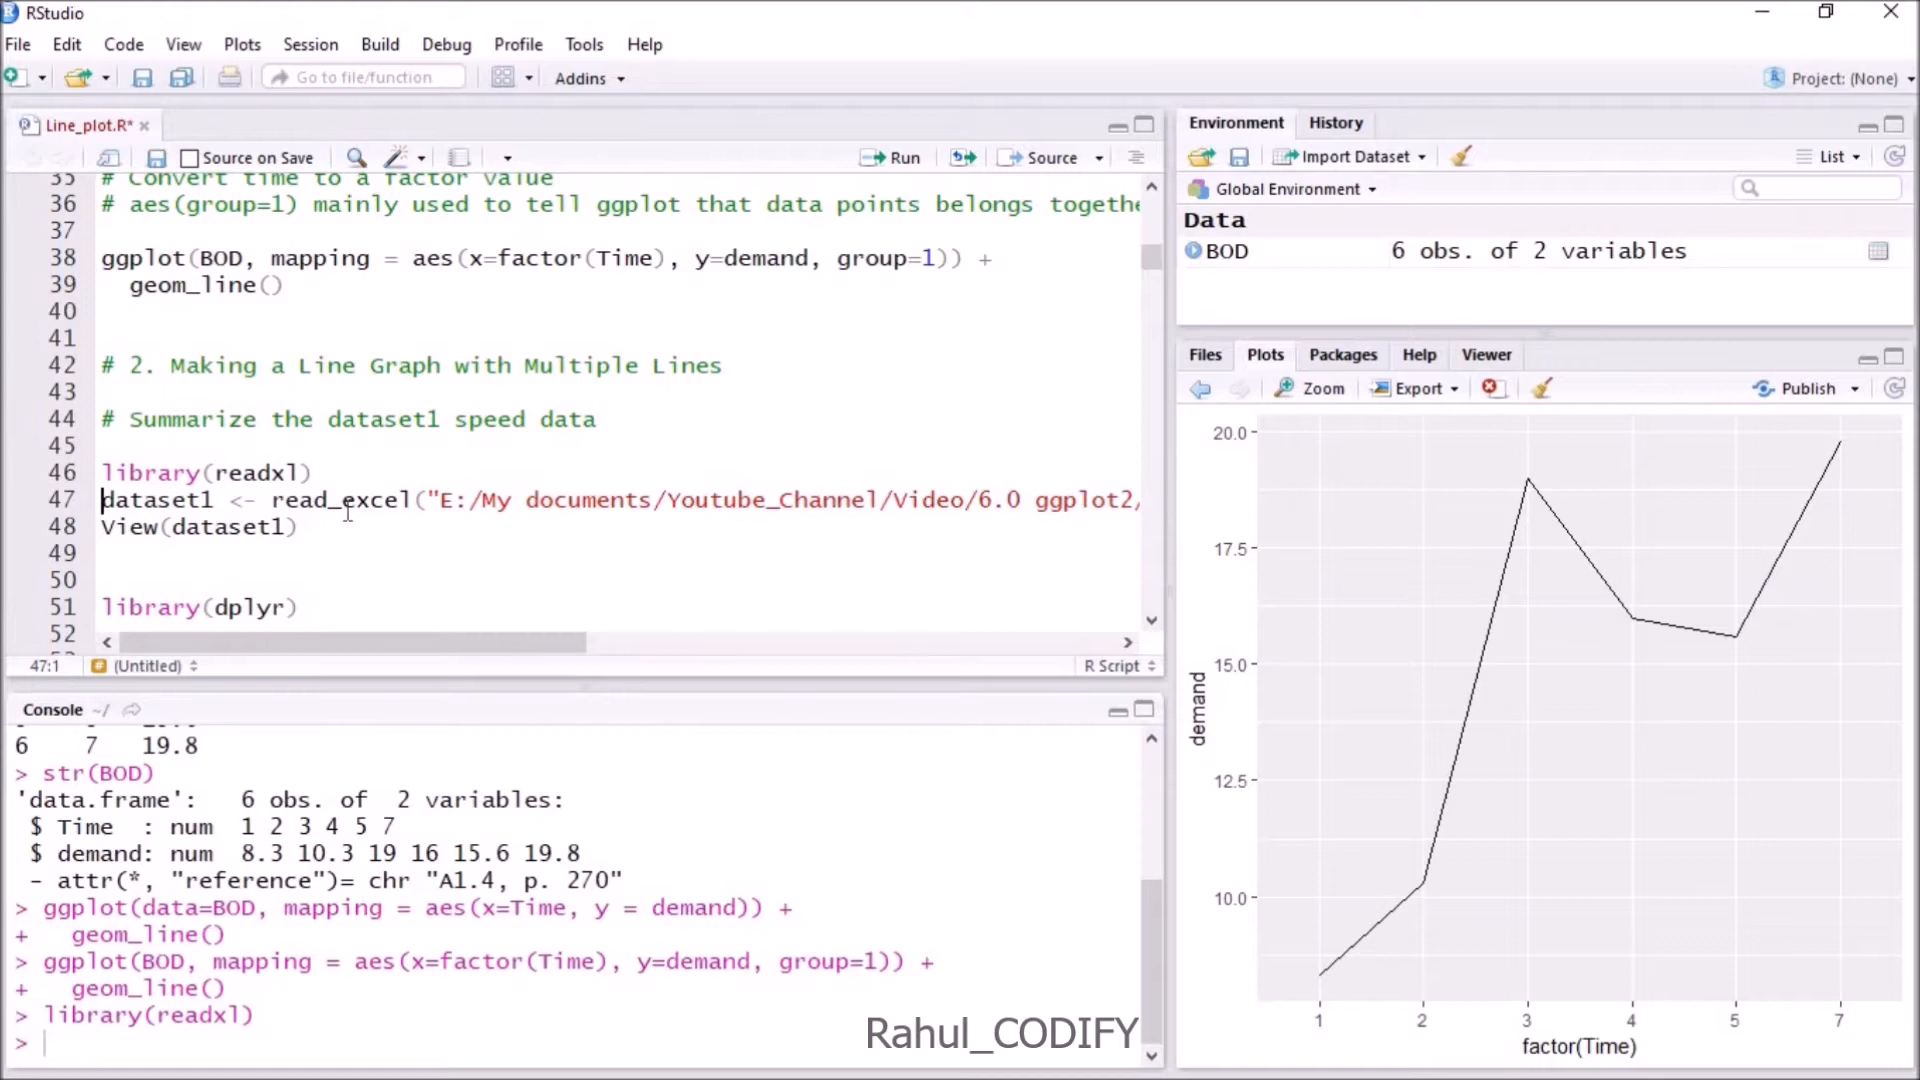 RStudio
File Edit Code View Plots Session Build Debug Profile Tools Help
Go to file/function Addins Project: (None)
Line_plot.R*
Source on Save Run Source
35 # Convert time to a factor value
36 # aes(group=1) mainly used to tell ggplot that data points belongs togethe
37
38 ggplot(BOD, mapping = aes(x=factor(Time), y=demand, group=1)) +
39 geom_line()
40
41
42 # 2. Making a Line Graph with Multiple Lines
43
44 # Summarize the dataset1 speed data
45
46 library(readxl)
47 dataset1 <- read_excel("E:/My documents/Youtube_Channel/Video/6.0 ggplot2/
48 View(dataset1)
49
50
51 library(dplyr)
52
47:1 (Untitled) R Script
Console ~/
6 7 19.8
> str(BOD)
'data.frame': 6 obs. of 2 variables:
$ Time : num 1 2 3 4 5 7
$ demand: num 8.3 10.3 19 16 15.6 19.8
- attr(*, "reference")= chr "A1.4, p. 270"
> ggplot(data=BOD, mapping = aes(x=Time, y = demand)) +
+ geom_line()
> ggplot(BOD, mapping = aes(x=factor(Time), y=demand, group=1)) +
+ geom_line()
> library(readxl)
>
Rahul_CODIFY
Environment History
Import Dataset List
Global Environment
Data
BOD 6 obs. of 2 variables
Files Plots Packages Help Viewer
Zoom Export Publish
20.0
17.5
15.0
12.5
10.0
demand
1 2 3 4 5 7
factor(Time)